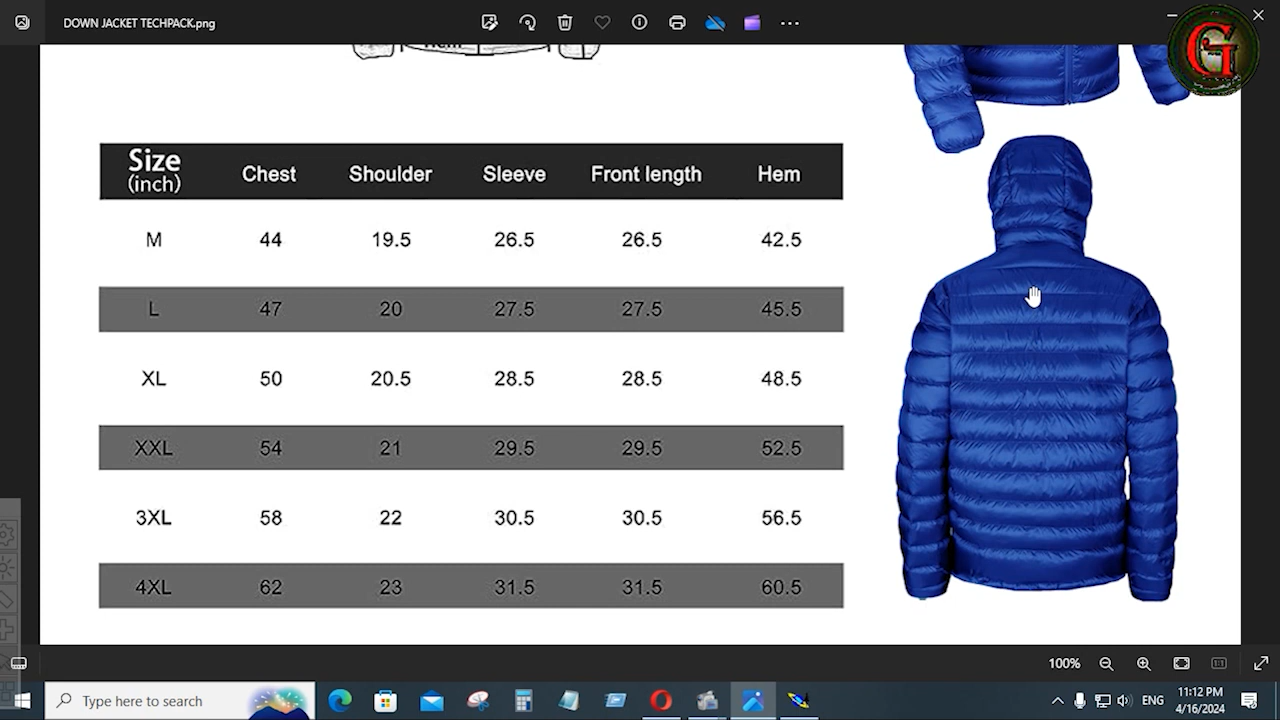 DOWN JACKET TECHPACK.png
G
Hem
Size (inch) Chest Shoulder Sleeve Front length Hem
M 44 19.5 26.5 26.5 42.5
L 47 20 27.5 27.5 45.5
XL 50 20.5 28.5 28.5 48.5
XXL 54 21 29.5 29.5 52.5
3XL 58 22 30.5 30.5 56.5
4XL 62 23 31.5 31.5 60.5
100%
Type here to search
ENG
11:12 PM
4/16/2024